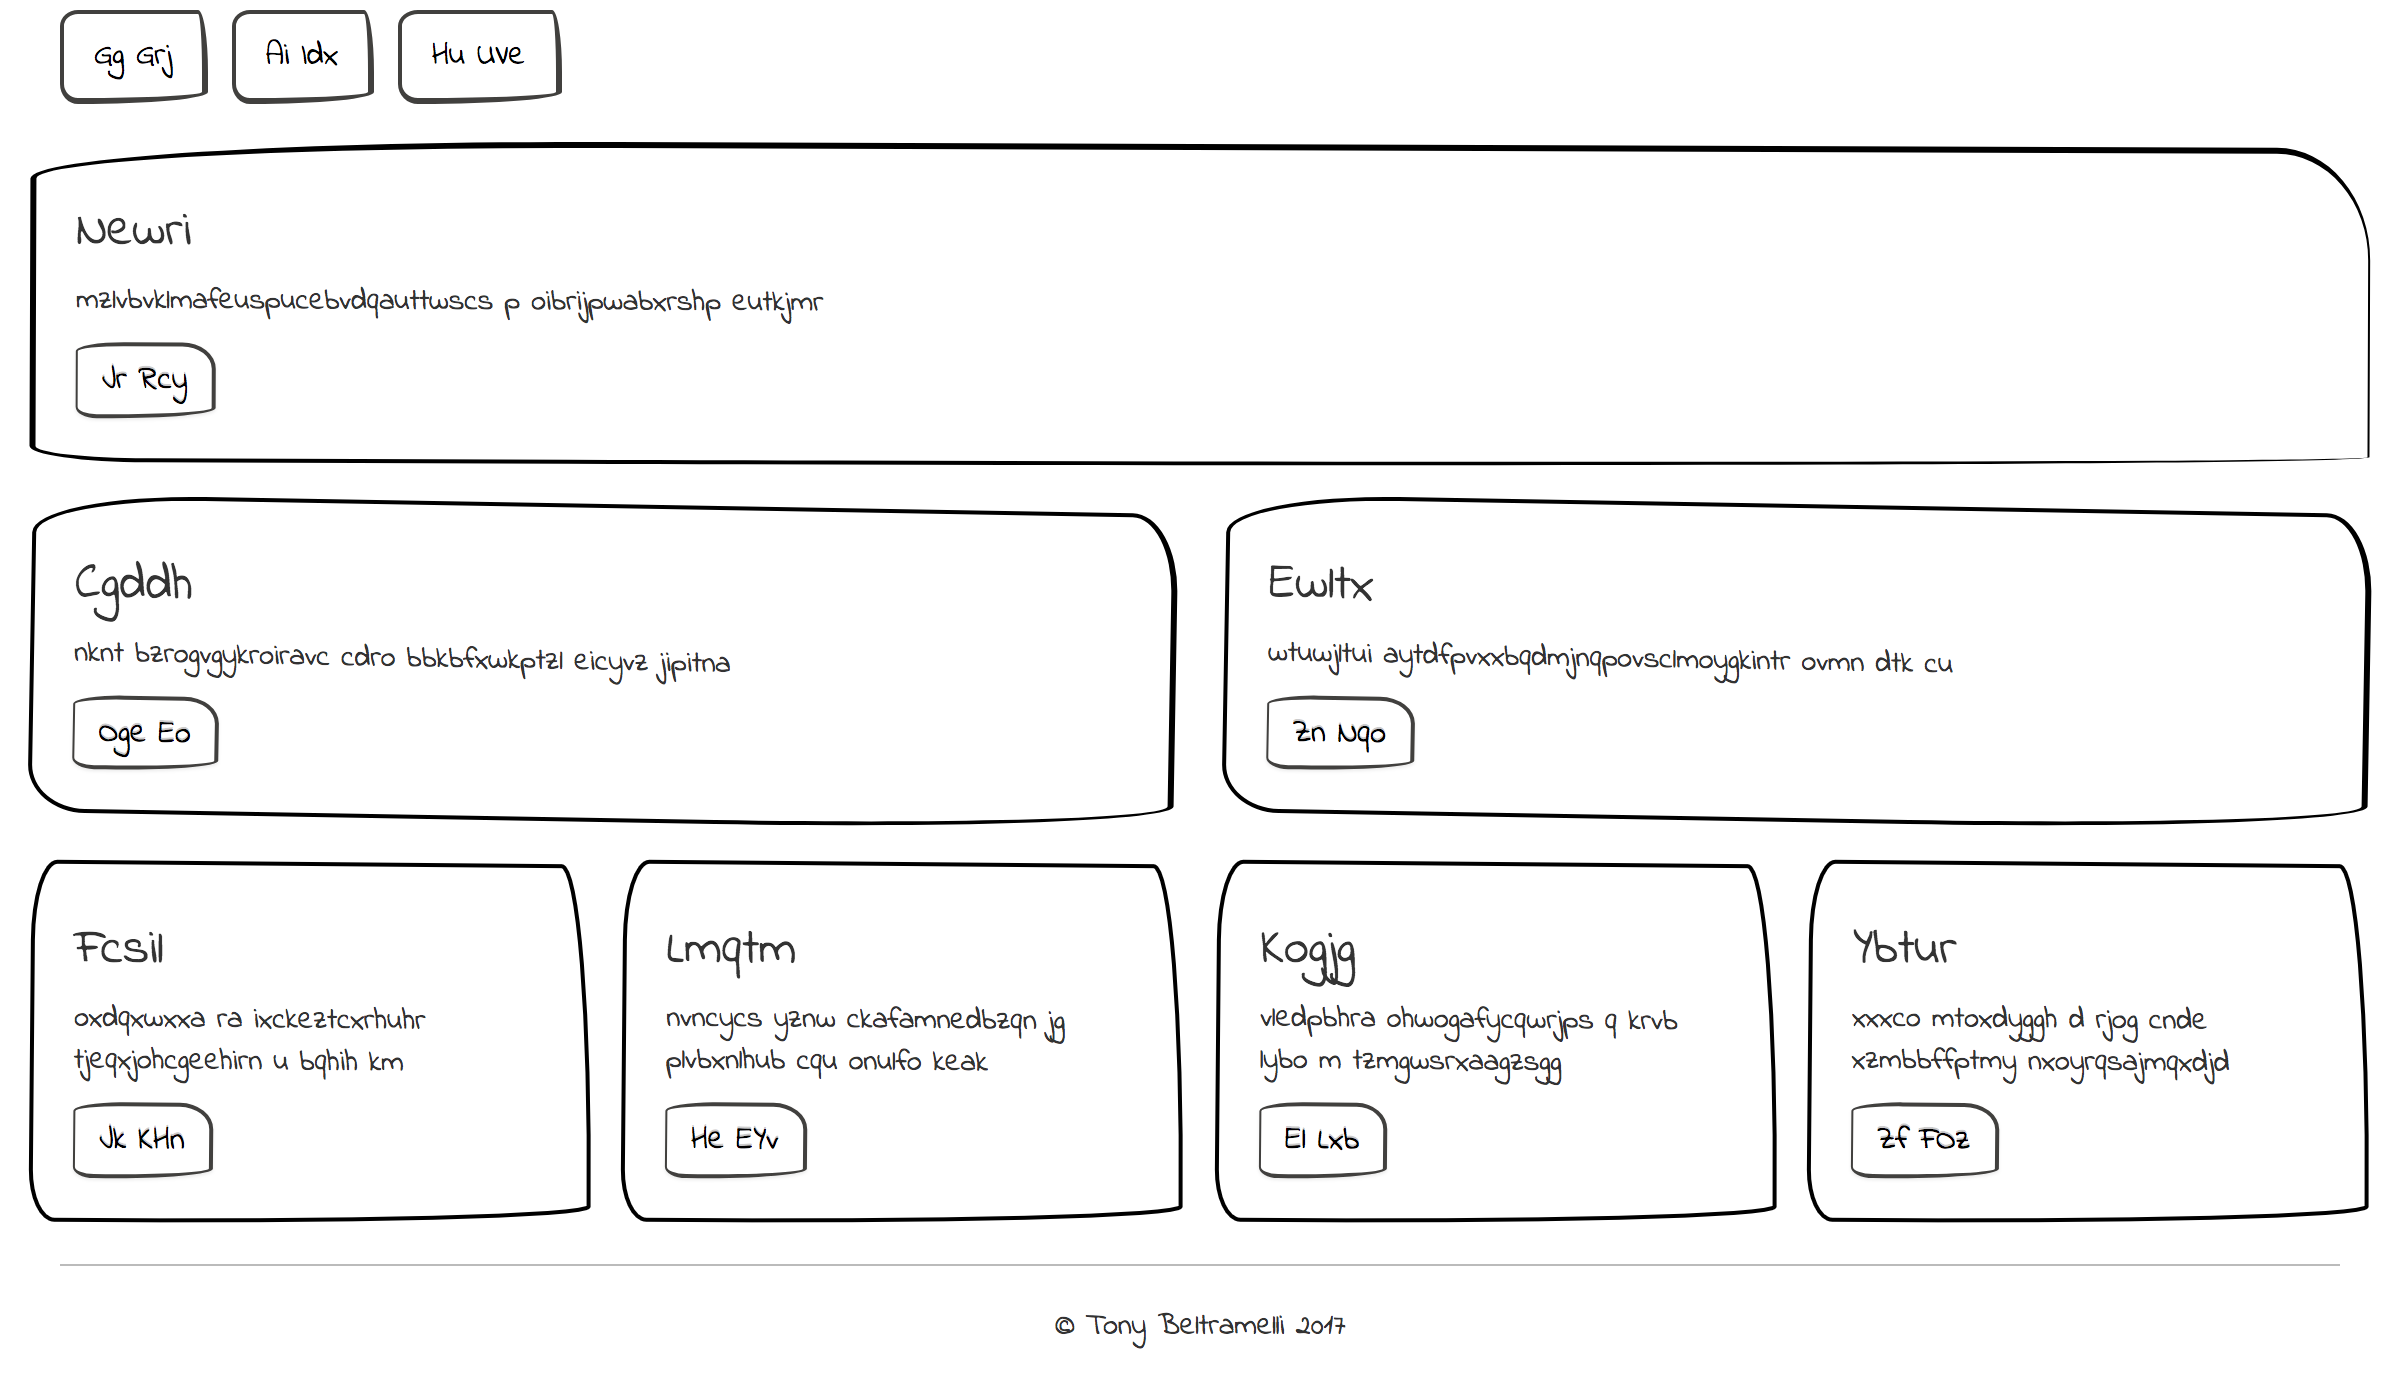 Gg Grj
Ai Idx
Hu Uve
Newri
mzlvbvklmafeuspucebvdqauttwscs p oibrijpwabxrshp eutkjmr
Jr Rcy
Cgddh
nknt bzrogvgykroiravc cdro bbkbfxwkptzl eicyvz jipitna
Oge Eo
Ewltx
wtuwjltui aytdfpvxxbqdmjnqpovsclmoygkintr ovmn dtk cu
Zn Nqo
Fcsil
oxdqxwxxa ra ixckeztcxrhuhr
tjeqxjohcgeehirn u bqhih km
Jk KHn
Lmqtm
nvncycs yznw ckafamnedbzqn jg
plvbxnlhub cqu onulfo keak
He EYv
Kogjg
vledpbhra ohwogafycqwrjps q krvb
lybo m tzmgwsrxaagzsgg
El Lxb
Ybtur
xxxco mtoxdyggh d rjog cnde
xzmbbffptmy nxoyrqsajmqxdjd
Zf FOz
© Tony Beltramelli 2017